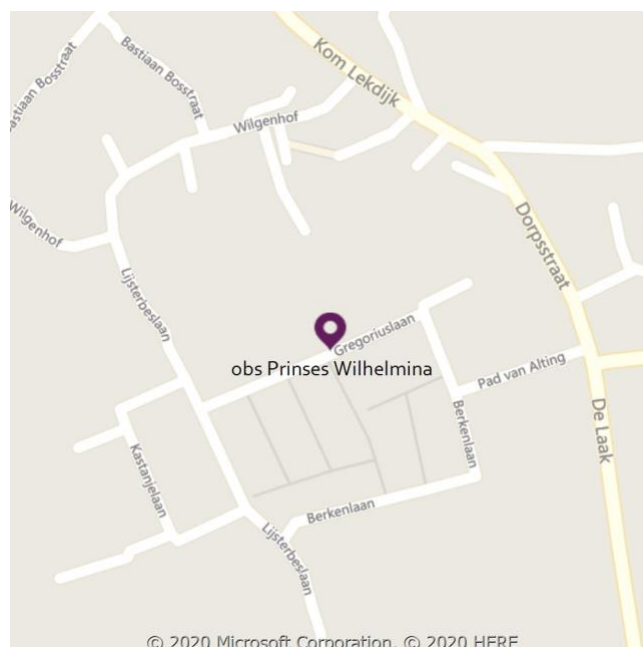 Bastiaan Bosstraat
Bastiaan Bosstraat
Kom Lekdijk
Wilgenhof
Wilgenhof
Dorpsstraat
Lijsterbeslaan
Gregoriuslaan
obs Prinses Wilhelmina
Pad van Alting
Berkenlaan
De Laak
Kastanjelaan
Berkenlaan
Lijsterbeslaan
© 2020 Microsoft Corporation, © 2020 HERE